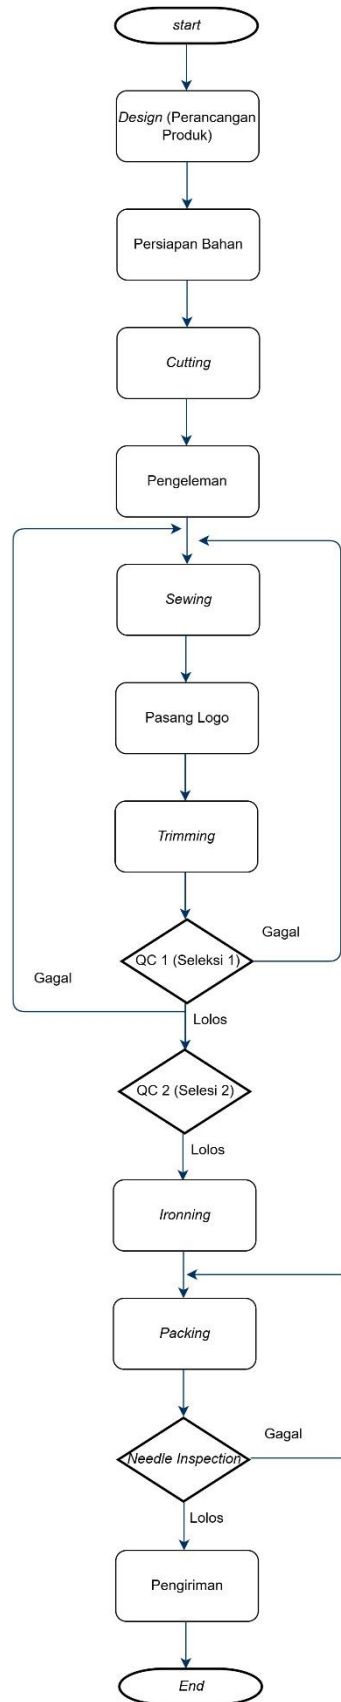 start
Design (Perancangan
Produk)
Persiapan Bahan
Cutting
Pengeleman
Sewing
Pasang Logo
Trimming
QC 1 (Seleksi 1)
Gagal
Gagal
Lolos
QC 2 (Selesi 2)
Lolos
Ironning
Packing
Gagal
Needle Inspection
Lolos
Pengiriman
End